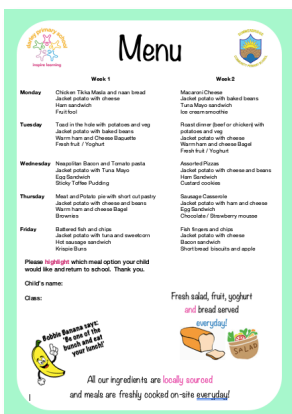 Menu
inspire learning
Week 1
Week 2
Monday
Chicken Tikka Masla and naan bread
Jacket potato with cheese
Ham sandwich
Fruit fool
Macaroni Cheese
Jacket potato with baked beans
Tuna Mayo sandwich
Ice cream smoothie
Tuesday
Toad in the hole with potatoes and veg
Jacket potato with baked beans
Warm ham and Cheese Baguette
Fresh fruit / Yoghurt
Roast dinner (beef or chicken) with
potatoes and veg
Jacket potato with cheese
Warm ham and cheese Bagel
Fresh fruit / Yoghurt
Wednesday
Neapolitan Bacon and Tomato pasta
Jacket potato with Tuna Mayo
Egg Sandwich
Sticky Toffee Pudding
Assorted Pizzas
Jacket potato with cheese and beans
Ham Sandwich
Custard cookies
Thursday
Meat and Potato pie with short crust pastry
Jacket potato with cheese and beans
Warm ham and cheese Bagel
Brownies
Sausage Casserole
Jacket potato with ham and cheese
Egg Sandwich
Chocolate / Strawberry mousse
Friday
Battered fish and chips
Jacket potato with tuna and sweetcorn
Hot sausage sandwich
Krispie Buns
Fish fingers and chips
Jacket potato with cheese
Bacon sandwich
Short bread biscuits and apple
Please highlight which meal option your child
would like and return to school. Thank you.
Child's name:
Class:
Fresh salad, fruit, yoghurt
and bread served
everyday!
Bobbie Banana says:
'Be one of the
bunch and eat
your lunch!'
SALAD
All our ingredients are locally sourced
and meals are freshly cooked on-site everyday!